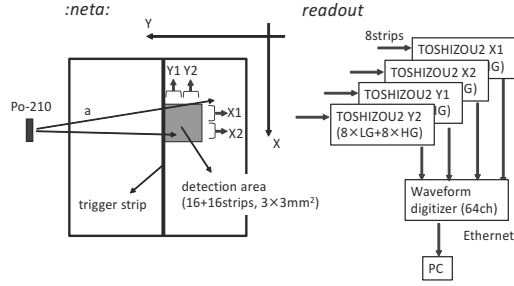 :neta:
readout
Y
8strips
Y1 Y2
TOSHIZOU2 X1
TOSHIZOU2 X2
TOSHIZOU2 Y1
TOSHIZOU2 Y2
(8×LG+8×HG)
Po-210
a
X1
X2
X
trigger strip
detection area
(16+16strips, 3×3mm²)
Waveform
digitizer (64ch)
Ethernet
PC